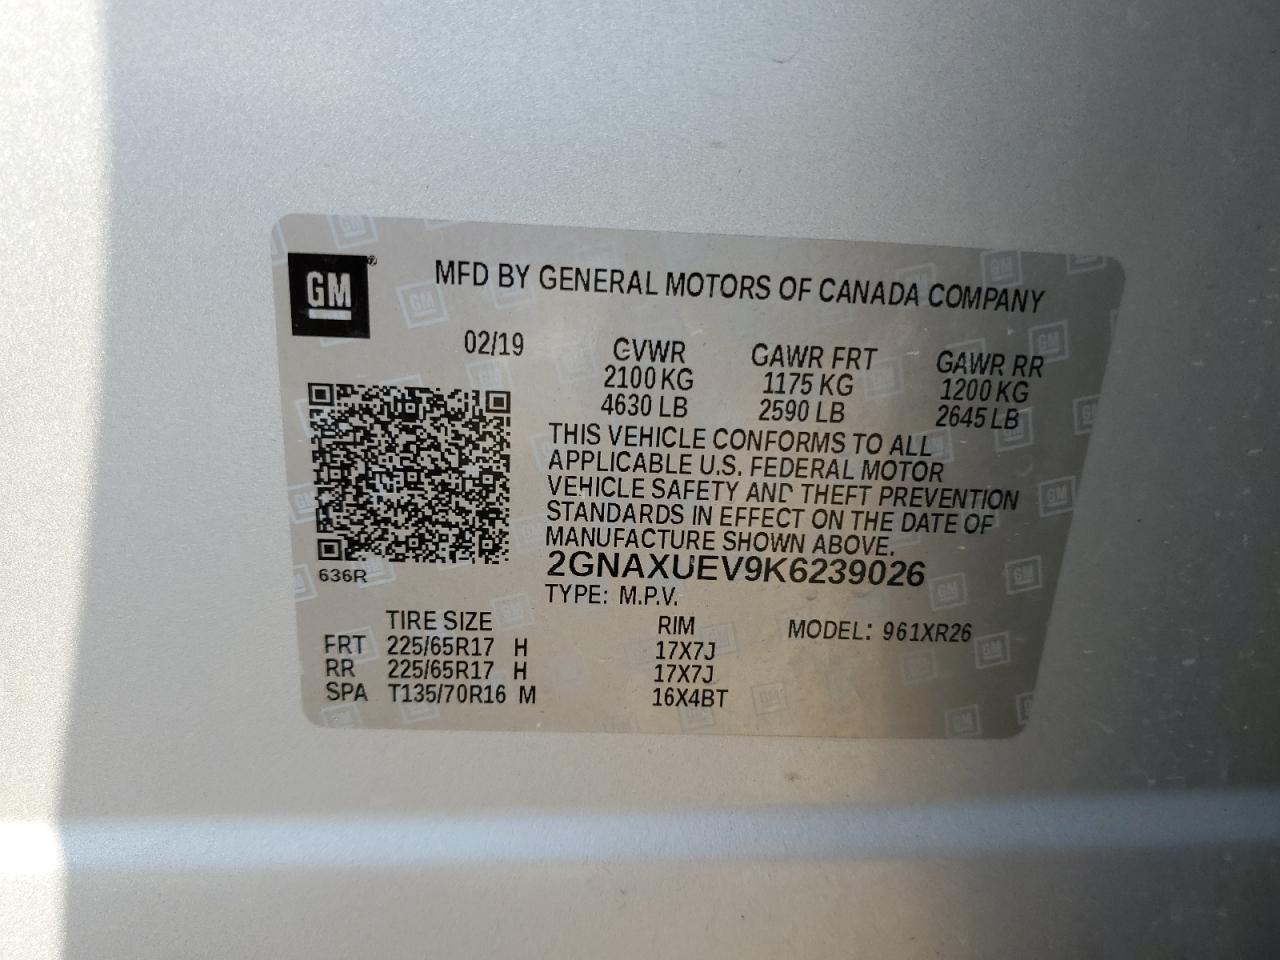 GM®
MFD BY GENERAL MOTORS OF CANADA COMPANY
02/19 GVWR GAWR FRT GAWR RR
2100 KG 1175 KG 1200 KG
4630 LB 2590 LB 2645 LB
THIS VEHICLE CONFORMS TO ALL
APPLICABLE U.S. FEDERAL MOTOR
VEHICLE SAFETY AND THEFT PREVENTION
STANDARDS IN EFFECT ON THE DATE OF
MANUFACTURE SHOWN ABOVE.
2GNAXUEV9K6239026
636R
TYPE: M.P.V.
TIRE SIZE RIM MODEL: 961XR26
FRT 225/65R17 H 17X7J
RR 225/65R17 H 17X7J
SPA T135/70R16 M 16X4BT